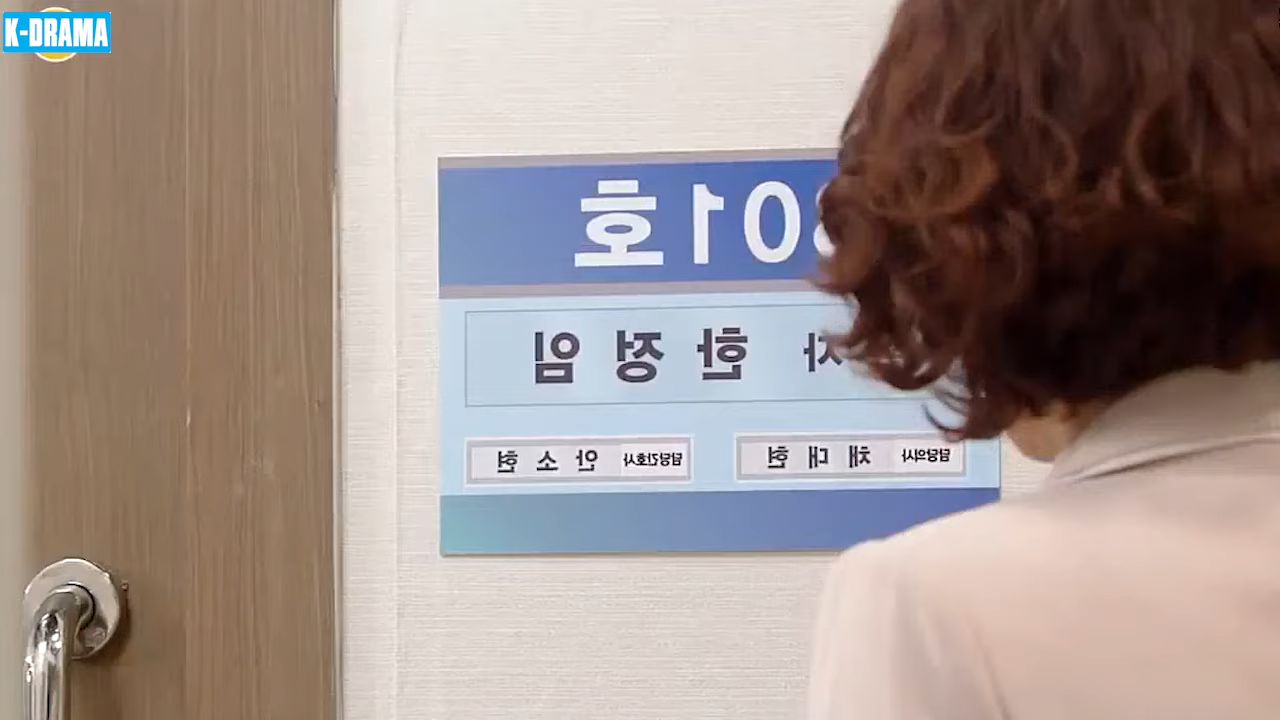 K-DRAMA
01호
한정임
담당의사 채대현
담당간호사 안소현